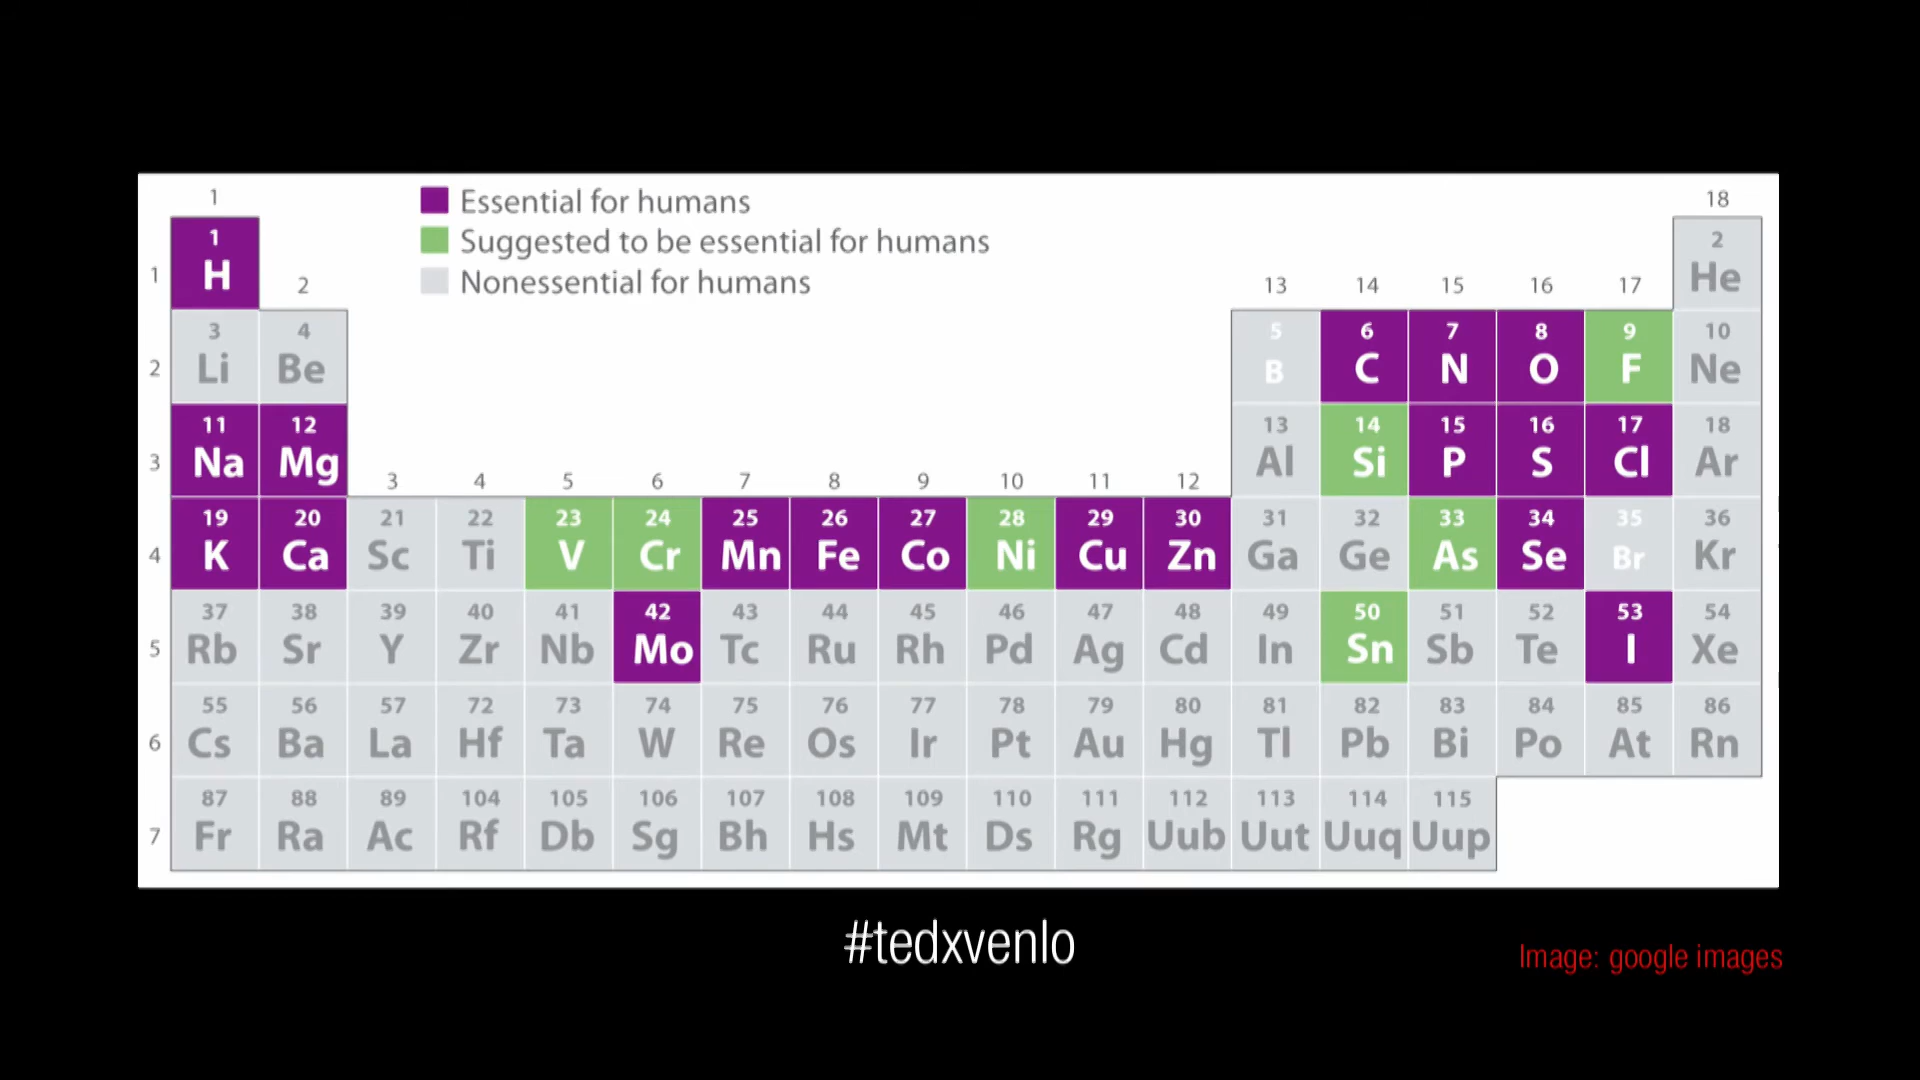 1 Essential for humans 18
Suggested to be essential for humans
1 2
1 H 2 Nonessential for humans 13 14 15 16 17 He
3 4 5 6 7 8 9 10
2 Li Be B C N O F Ne
11 12 13 14 15 16 17 18
3 Na Mg 3 4 5 6 7 8 9 10 11 12 Al Si P S Cl Ar
19 20 21 22 23 24 25 26 27 28 29 30 31 32 33 34 35 36
4 K Ca Sc Ti V Cr Mn Fe Co Ni Cu Zn Ga Ge As Se Br Kr
37 38 39 40 41 42 43 44 45 46 47 48 49 50 51 52 53 54
5 Rb Sr Y Zr Nb Mo Tc Ru Rh Pd Ag Cd In Sn Sb Te I Xe
55 56 57 72 73 74 75 76 77 78 79 80 81 82 83 84 85 86
6 Cs Ba La Hf Ta W Re Os Ir Pt Au Hg Tl Pb Bi Po At Rn
87 88 89 104 105 106 107 108 109 110 111 112 113 114 115
7 Fr Ra Ac Rf Db Sg Bh Hs Mt Ds Rg Uub Uut Uuq Uup
#tedxvenlo
Image: google images